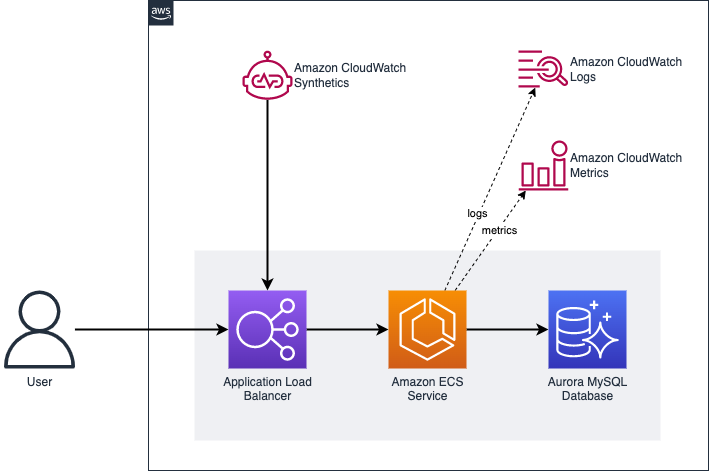 aws
Amazon CloudWatch
Synthetics
Amazon CloudWatch
Logs
Amazon CloudWatch
Metrics
logs
metrics
User
Application Load
Balancer
Amazon ECS
Service
Aurora MySQL
Database